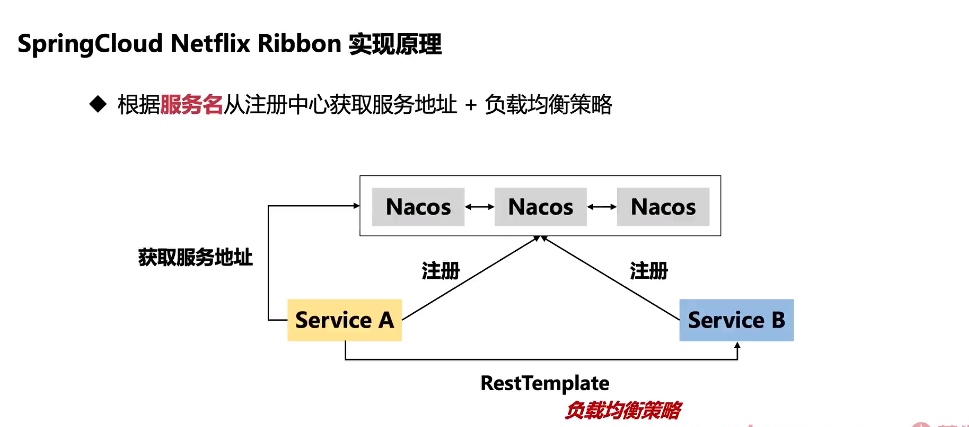 SpringCloud Netflix Ribbon 实现原理
根据服务名从注册中心获取服务地址 + 负载均衡策略
Nacos
Nacos
Nacos
获取服务地址
注册
注册
Service A
Service B
RestTemplate
负载均衡策略